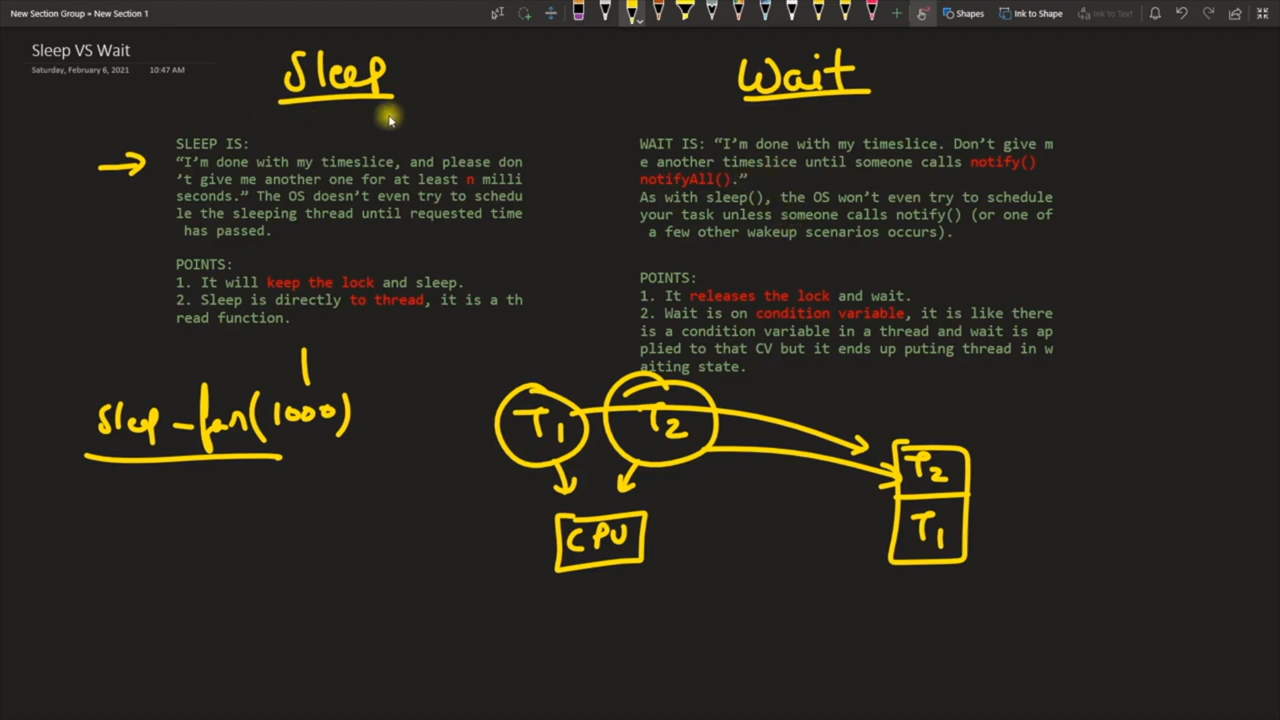 New Section Group » New Section 1
Shapes
Ink to Shape
Ink to Text
Sleep VS Wait
Saturday, February 6, 2021 10:47 AM
Sleep
SLEEP IS:
“I’m done with my timeslice, and please don
’t give me another one for at least n milli
seconds.” The OS doesn’t even try to schedu
le the sleeping thread until requested time
has passed.
POINTS:
1. It will keep the lock and sleep.
2. Sleep is directly to thread, it is a th
read function.
Wait
WAIT IS: “I’m done with my timeslice. Don’t give m
e another timeslice until someone calls notify()
notifyAll().”
As with sleep(), the OS won’t even try to schedule
your task unless someone calls notify() (or one of
a few other wakeup scenarios occurs).
POINTS:
1. It releases the lock and wait.
2. Wait is on condition variable, it is like there
is a condition variable in a thread and wait is ap
plied to that CV but it ends up puting thread in w
aiting state.
sleep-fun(1000)
T1
T2
CPU
T2
T1